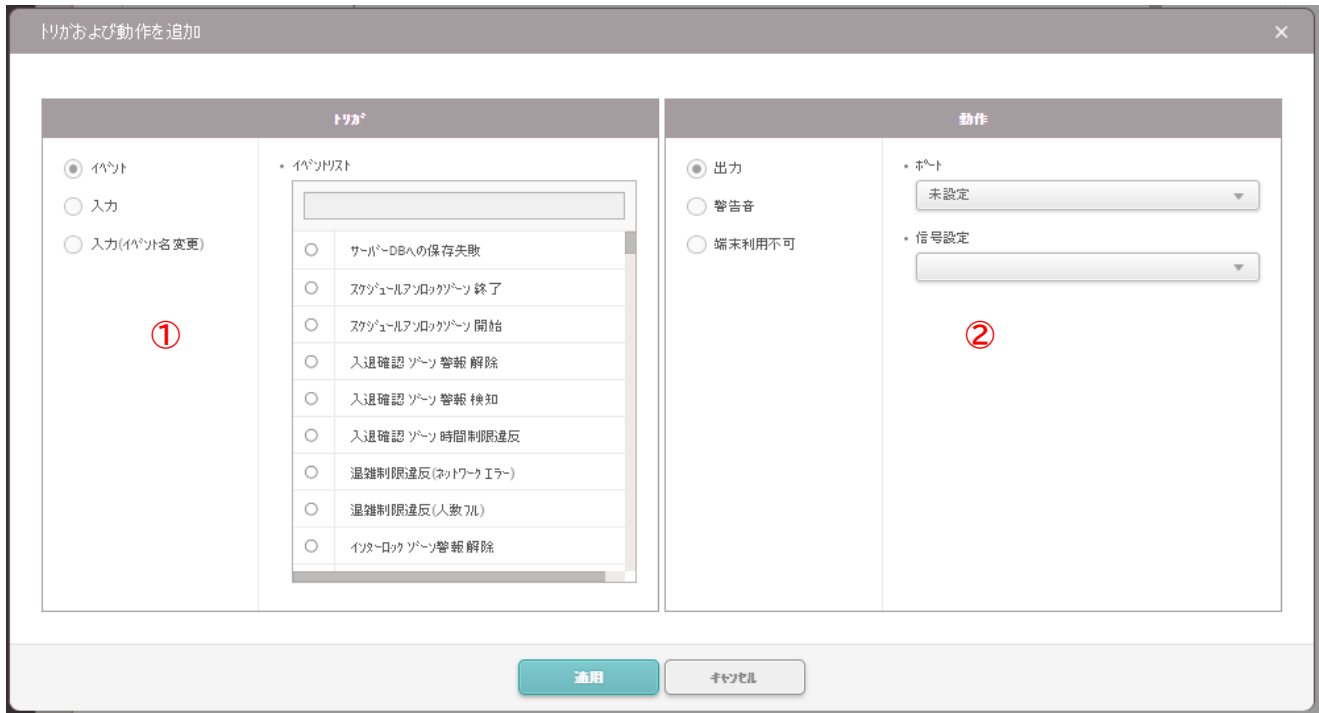 ﾄﾘｶﾞおよび動作を追加
×
ﾄﾘｶﾞ
動作
ｲﾍﾞﾝﾄ
入力
入力(ｲﾍﾞﾝﾄ名変更)
①
• ｲﾍﾞﾝﾄﾘｽﾄ
ｻｰﾊﾞｰDBへの保存失敗
ｽｹｼﾞｭｰﾙｱﾝﾛｯｸｿﾞｰﾝ 終了
ｽｹｼﾞｭｰﾙｱﾝﾛｯｸｿﾞｰﾝ 開始
入退確認 ｿﾞｰﾝ 警報 解除
入退確認 ｿﾞｰﾝ 警報 検知
入退確認 ｿﾞｰﾝ 時間制限違反
混雑制限違反(ﾈｯﾄﾜｰｸ ｴﾗｰ)
混雑制限違反(人数ﾌﾙ)
ｲﾝﾀｰﾛｯｸ ｿﾞｰﾝ警報 解除
出力
警告音
端末利用不可
• ﾎﾟｰﾄ
未設定
• 信号設定
②
適用
ｷｬﾝｾﾙ